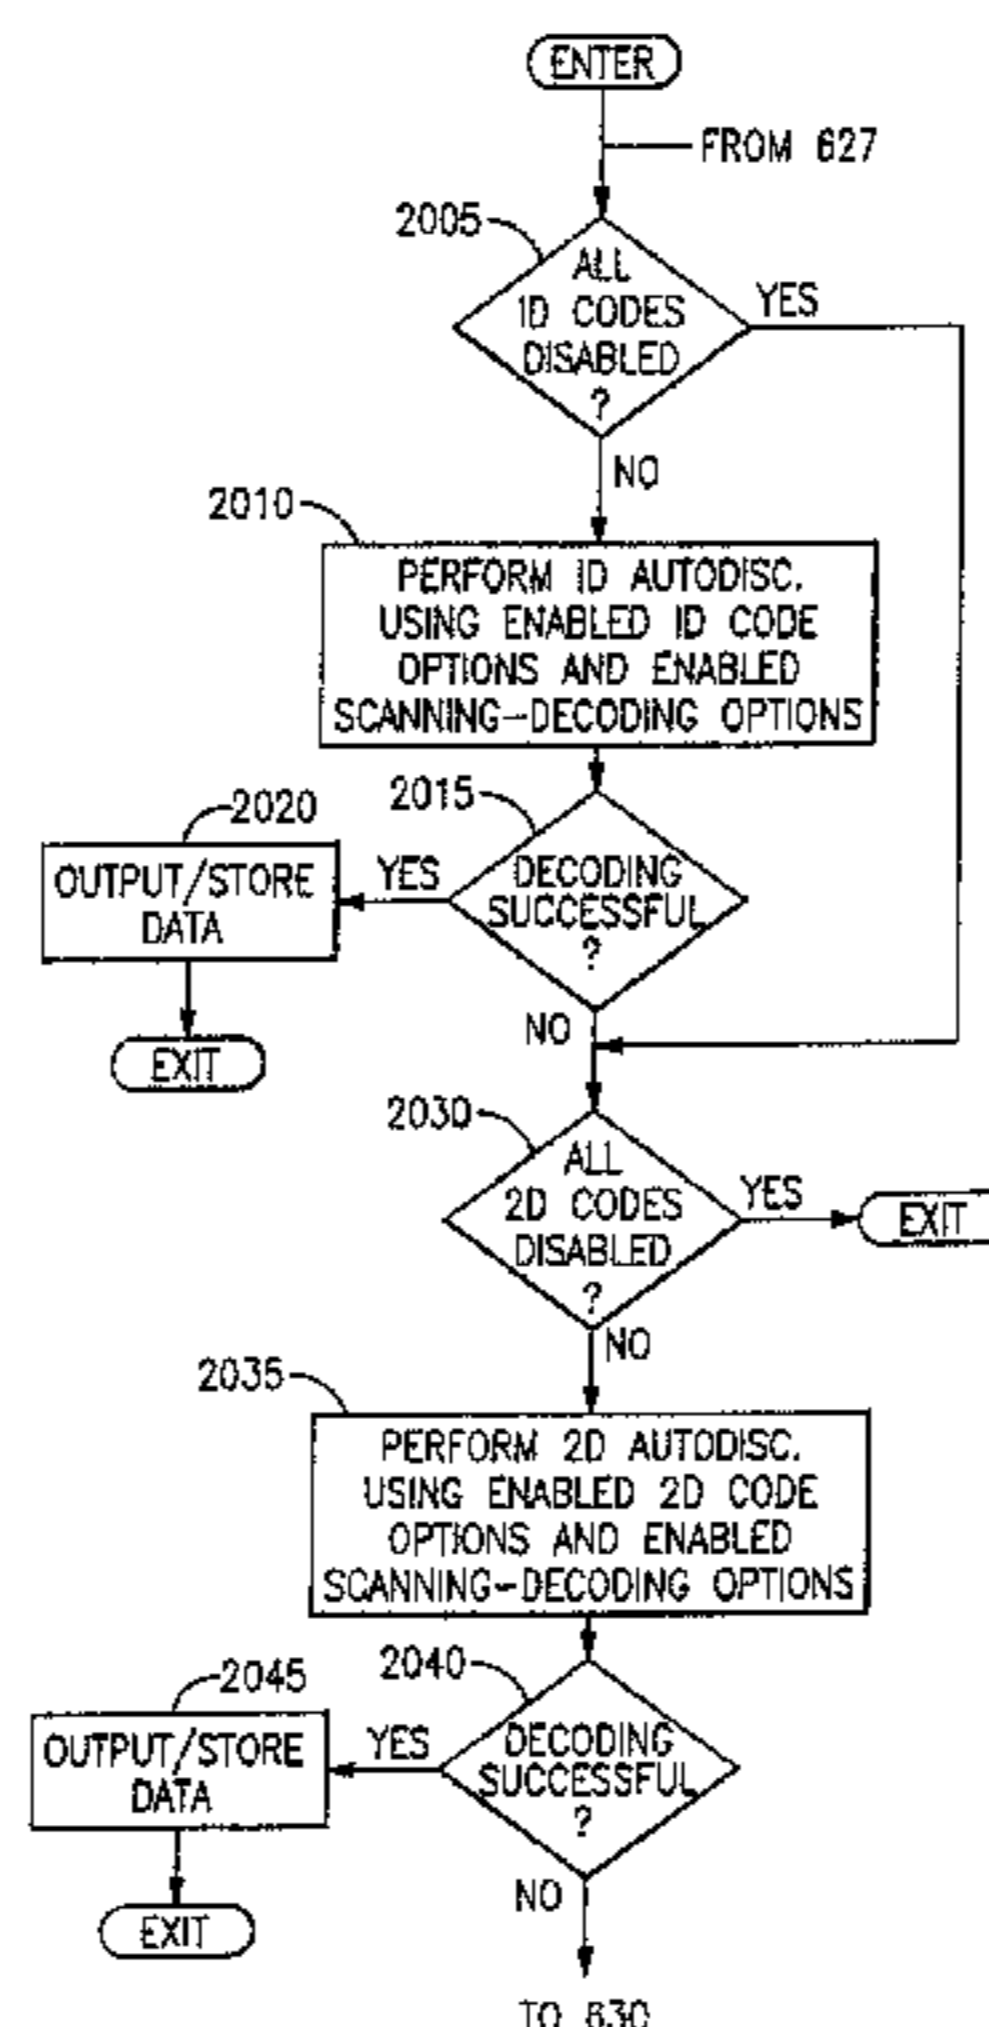 ENTER
FROM 627
2005
ALL
1D CODES
DISABLED
?
YES
NO
2010
PERFORM 1D AUTODISC.
USING ENABLED 1D CODE
OPTIONS AND ENABLED
SCANNING-DECODING OPTIONS
2015
2020
DECODING
SUCCESSFUL
?
YES
OUTPUT/STORE
DATA
EXIT
NO
2030
ALL
2D CODES
DISABLED
?
YES
EXIT
NO
2035
PERFORM 2D AUTODISC.
USING ENABLED 2D CODE
OPTIONS AND ENABLED
SCANNING-DECODING OPTIONS
2040
2045
DECODING
SUCCESSFUL
?
YES
OUTPUT/STORE
DATA
EXIT
NO
TO 630